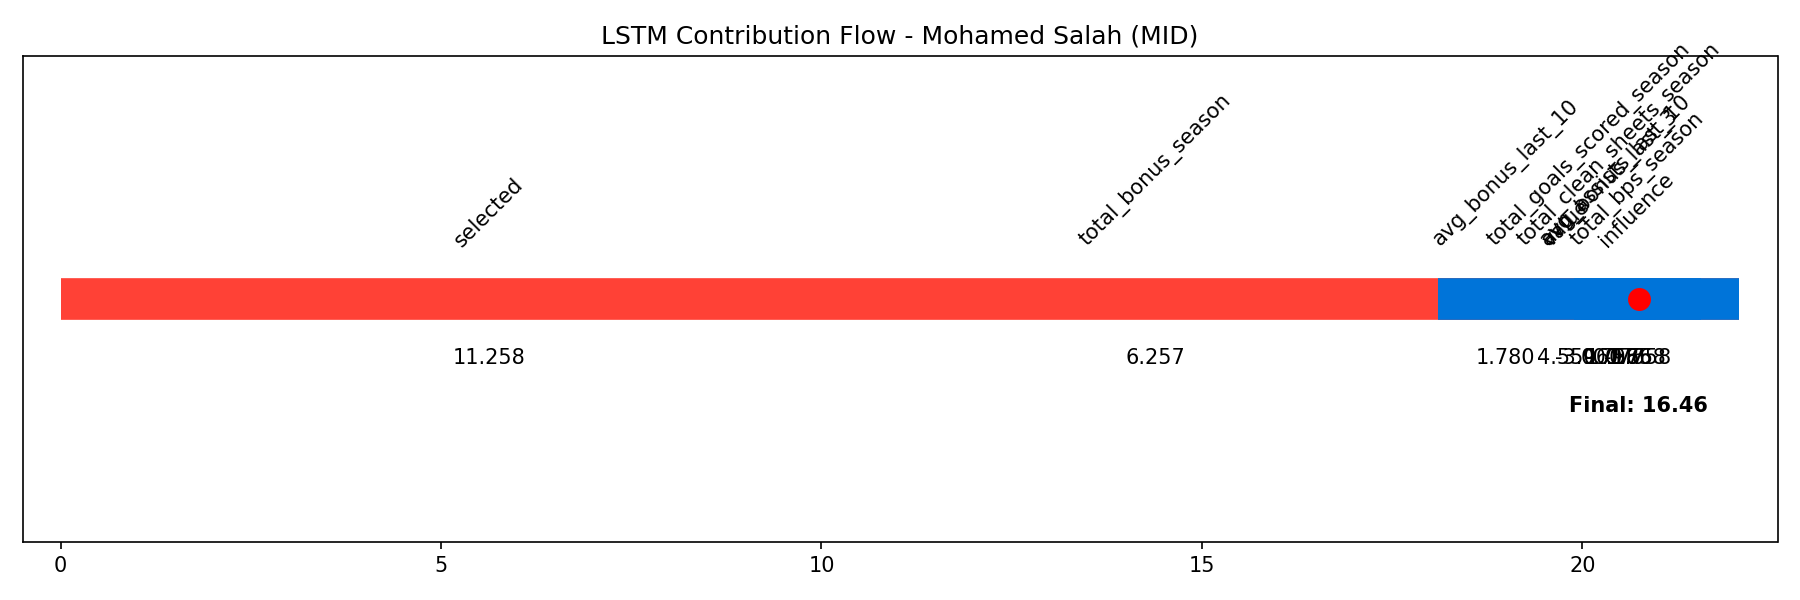 LSTM Contribution Flow - Mohamed Salah (MID)
selected
total_bonus_season
avg_bonus_last_10
total_goals_scored_season
total_clean_sheets_season
total_bps_season
influence
11.258
6.257
1.780
Final: 16.46
0
5
10
15
20